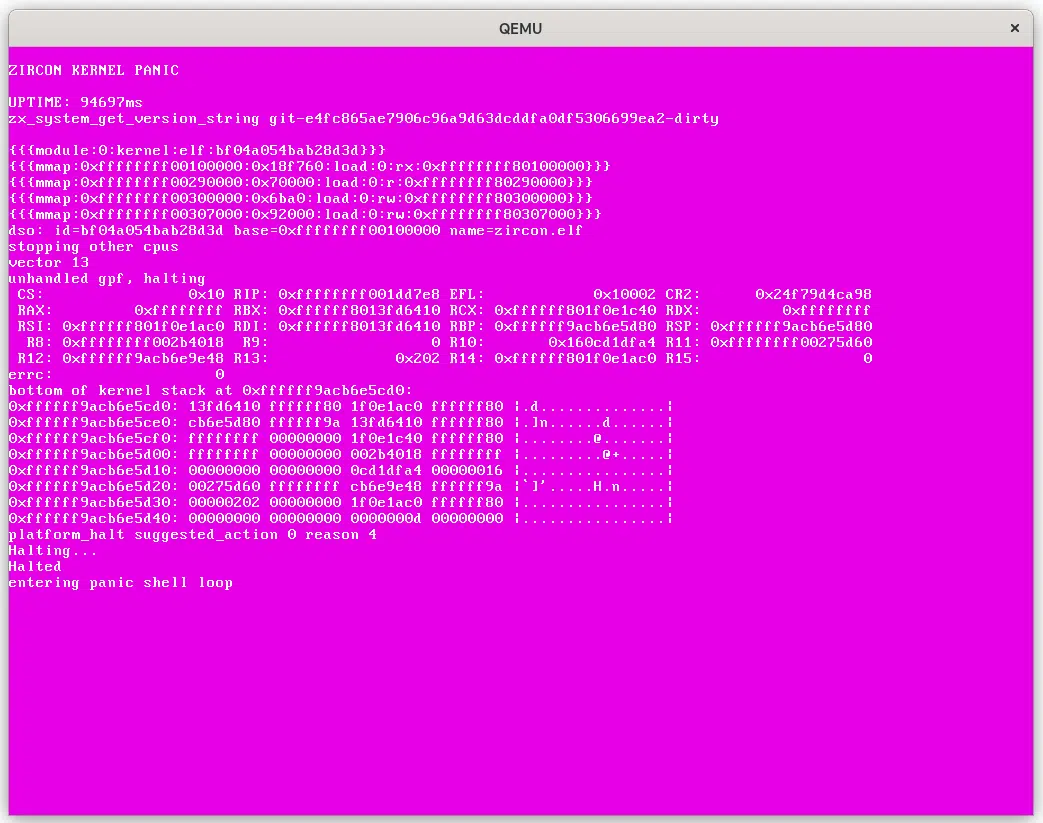 QEMU
ZIRCON KERNEL PANIC
UPTIME: 94697ms
zx_system_get_version_string git-e4fc865ae7906c96a9d63dcddfa0df5306699ea2-dirty
{{{module:0:kernel:elf:bf04a054bab28d3d}}}
{{{mmap:0xffffffff00100000:0x18f760:load:0:rx:0xffffffff80100000}}}
{{{mmap:0xffffffff00290000:0x70000:load:0:r:0xffffffff80290000}}}
{{{mmap:0xffffffff00300000:0x6ba0:load:0:rw:0xffffffff80300000}}}
{{{mmap:0xffffffff00307000:0x92000:load:0:rw:0xffffffff80307000}}}
dso: id=bf04a054bab28d3d base=0xffffffff00100000 name=zircon.elf
stopping other cpus
vector 13
unhandled gpf, halting
 CS:                0x10 RIP: 0xffffffff001dd7e8 EFL:            0x10002 CR2:      0x24f79d4ca98
 RAX:         0xffffffff RBX: 0xffffff8013fd6410 RCX: 0xffffff801f0e1c40 RDX:         0xffffffff
 RSI: 0xffffff801f0e1ac0 RDI: 0xffffff8013fd6410 RBP: 0xffffff9acb6e5d80 RSP: 0xffffff9acb6e5d80
  R8: 0xffffffff002b4018  R9:                  0 R10:       0x160cd1dfa4 R11: 0xffffffff00275d60
 R12: 0xffffff9acb6e9e48 R13:              0x202 R14: 0xffffff801f0e1ac0 R15:                  0
errc:                  0
bottom of kernel stack at 0xffffff9acb6e5cd0:
0xffffff9acb6e5cd0: 13fd6410 ffffff80 1f0e1ac0 ffffff80 |.d..............|
0xffffff9acb6e5ce0: cb6e5d80 ffffff9a 13fd6410 ffffff80 |.]n......d......|
0xffffff9acb6e5cf0: ffffffff 00000000 1f0e1c40 ffffff80 |........@.......|
0xffffff9acb6e5d00: ffffffff 00000000 002b4018 ffffffff |.........@+.....|
0xffffff9acb6e5d10: 00000000 00000000 0cd1dfa4 00000016 |................|
0xffffff9acb6e5d20: 00275d60 ffffffff cb6e9e48 ffffff9a |`]'.....H.n.....|
0xffffff9acb6e5d30: 00000202 00000000 1f0e1ac0 ffffff80 |................|
0xffffff9acb6e5d40: 00000000 00000000 0000000d 00000000 |................|
platform_halt suggested_action 0 reason 4
Halting...
Halted
entering panic shell loop